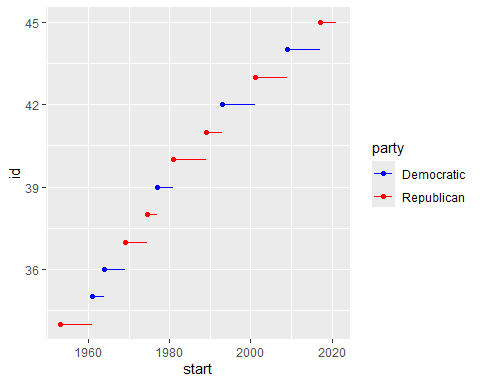 45
42
39
36
id
1960 1980 2000 2020
start
party
Democratic
Republican